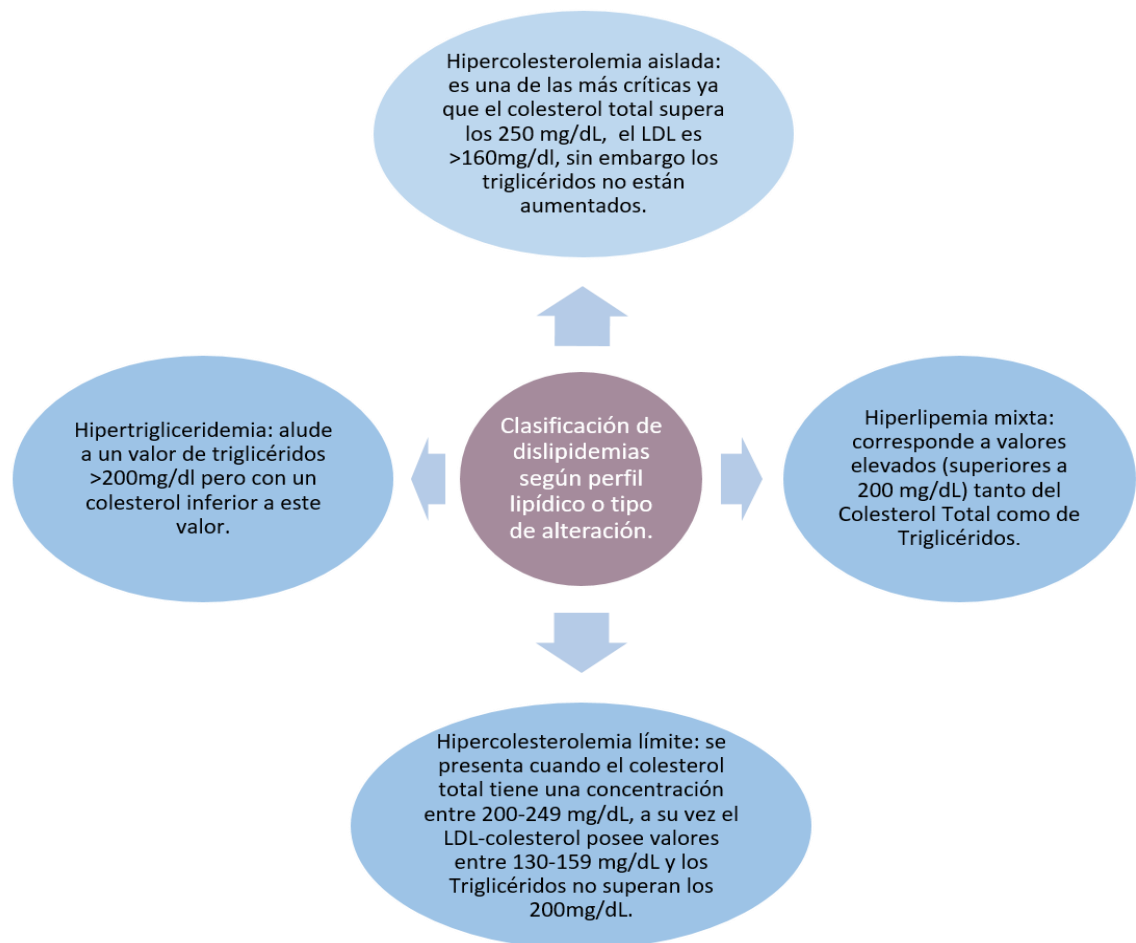 Hipercolesterolemia aislada:
es una de las más críticas ya
que el colesterol total supera
los 250 mg/dL,  el LDL es
>160mg/dl, sin embargo los
triglicéridos no están
aumentados.
Hipertrigliceridemia: alude
a un valor de triglicéridos
>200mg/dl pero con un
colesterol inferior a este
valor.
Clasificación de
dislipidemias
según perfil
lipídico o tipo
de alteración.
Hiperlipemia mixta:
corresponde a valores
elevados (superiores a
200 mg/dL) tanto del
Colesterol Total como de
Triglicéridos.
Hipercolesterolemia límite: se
presenta cuando el colesterol
total tiene una concentración
entre 200-249 mg/dL, a su vez el
LDL-colesterol posee valores
entre 130-159 mg/dL y los
Triglicéridos no superan los
200mg/dL.